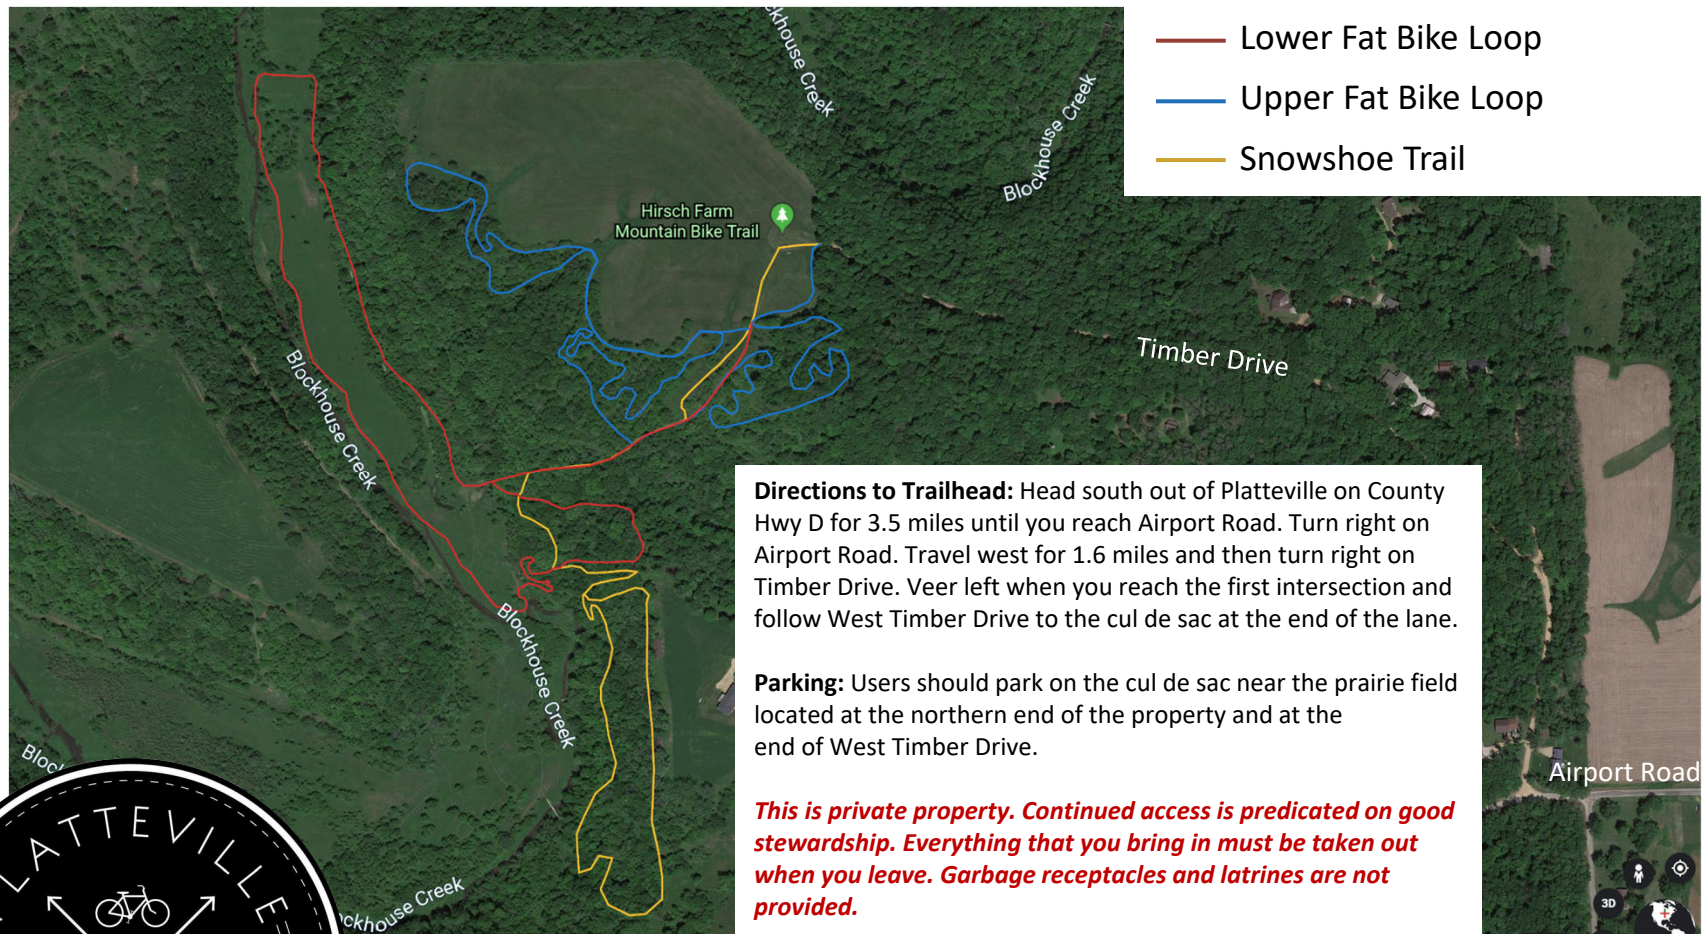 Lower Fat Bike Loop
Upper Fat Bike Loop
Snowshoe Trail
ckhouse Creek
Blockhouse Creek
Hirsch Farm
Mountain Bike Trail
Timber Drive
Blockhouse Creek
Directions to Trailhead: Head south out of Platteville on County
Hwy D for 3.5 miles until you reach Airport Road. Turn right on
Airport Road. Travel west for 1.6 miles and then turn right on
Timber Drive. Veer left when you reach the first intersection and
follow West Timber Drive to the cul de sac at the end of the lane.
Parking: Users should park on the cul de sac near the prairie field
located at the northern end of the property and at the
end of West Timber Drive.
This is private property. Continued access is predicated on good
stewardship. Everything that you bring in must be taken out
when you leave. Garbage receptacles and latrines are not
provided.
Blockhouse Creek
Bloc
Airport Road
LATTEVILLE
ckhouse Creek
3D